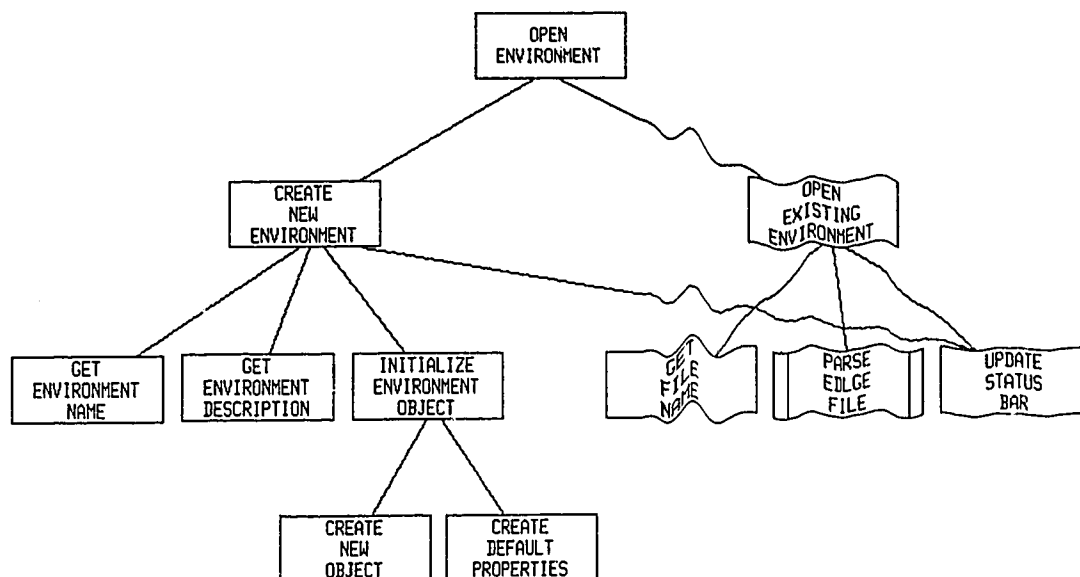 OPEN
ENVIRONMENT
CREATE
NEW
ENVIRONMENT
OPEN
EXISTING
ENVIRONMENT
GET
ENVIRONMENT
NAME
GET
ENVIRONMENT
DESCRIPTION
INITIALIZE
ENVIRONMENT
OBJECT
GET
FILE
NAME
PARSE
EDLGE
FILE
UPDATE
STATUS
BAR
CREATE
NEW
OBJECT
CREATE
DEFAULT
PROPERTIES